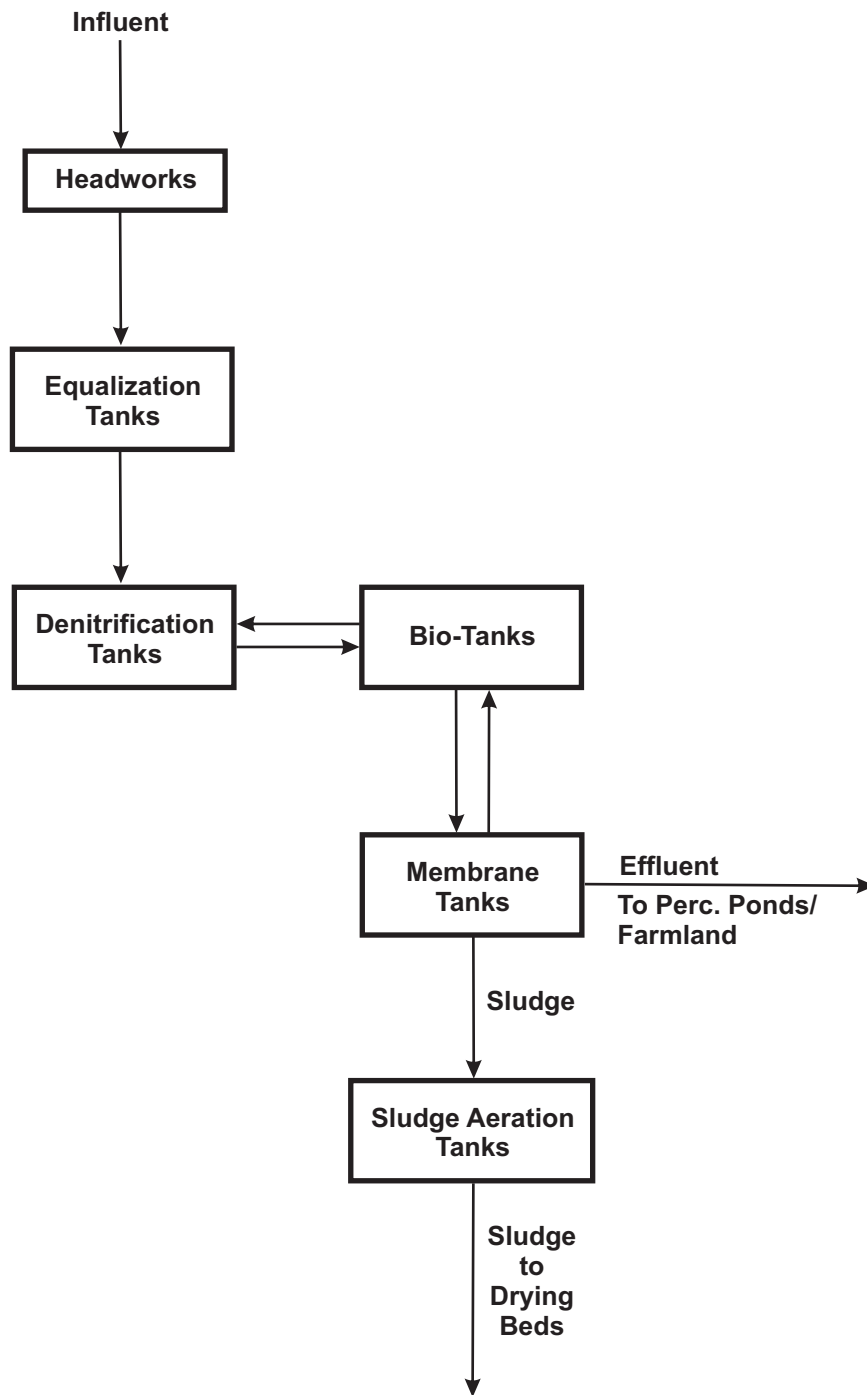 Influent
Headworks
Equalization
Tanks
Denitrification
Tanks
Bio-Tanks
Membrane
Tanks
Effluent
To Perc. Ponds/
Farmland
Sludge
Sludge Aeration
Tanks
Sludge
to
Drying
Beds